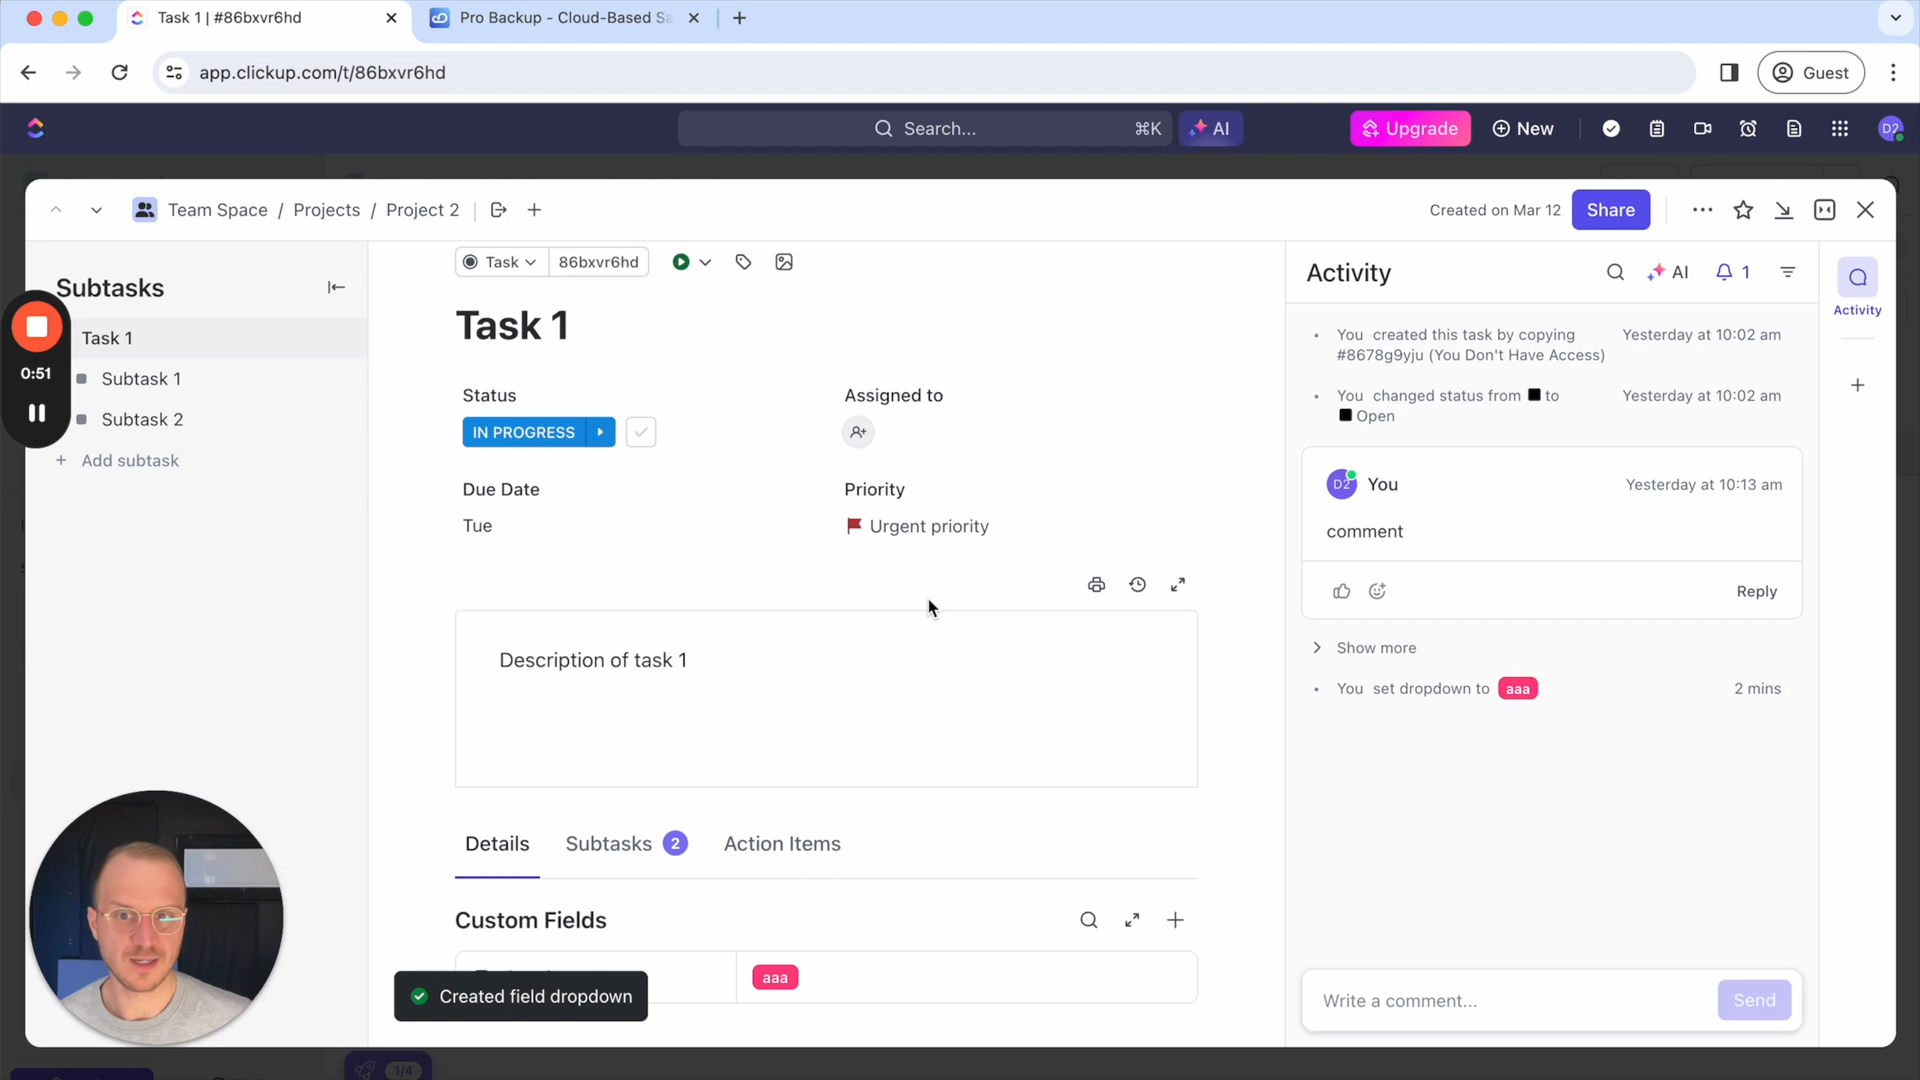 Task 1 | #86bxvr6hd
Pro Backup - Cloud-Based Sa
app.clickup.com/t/86bxvr6hd
Guest
Search...
⌘K
AI
Upgrade
New
D2
Team Space / Projects / Project 2
Created on Mar 12
Share
Subtasks
Task 1
Subtask 1
Subtask 2
+ Add subtask
0:51
Task
86bxvr6hd
Task 1
Status
Assigned to
IN PROGRESS
Due Date
Priority
Tue
Urgent priority
Description of task 1
Details
Subtasks 2
Action Items
Custom Fields
aaa
Created field dropdown
1/4
Activity
AI
1
Activity
You created this task by copying
#8678g9yju (You Don't Have Access)
Yesterday at 10:02 am
You changed status from to
Open
Yesterday at 10:02 am
D2
You
Yesterday at 10:13 am
comment
Reply
Show more
You set dropdown to aaa
2 mins
Write a comment...
Send